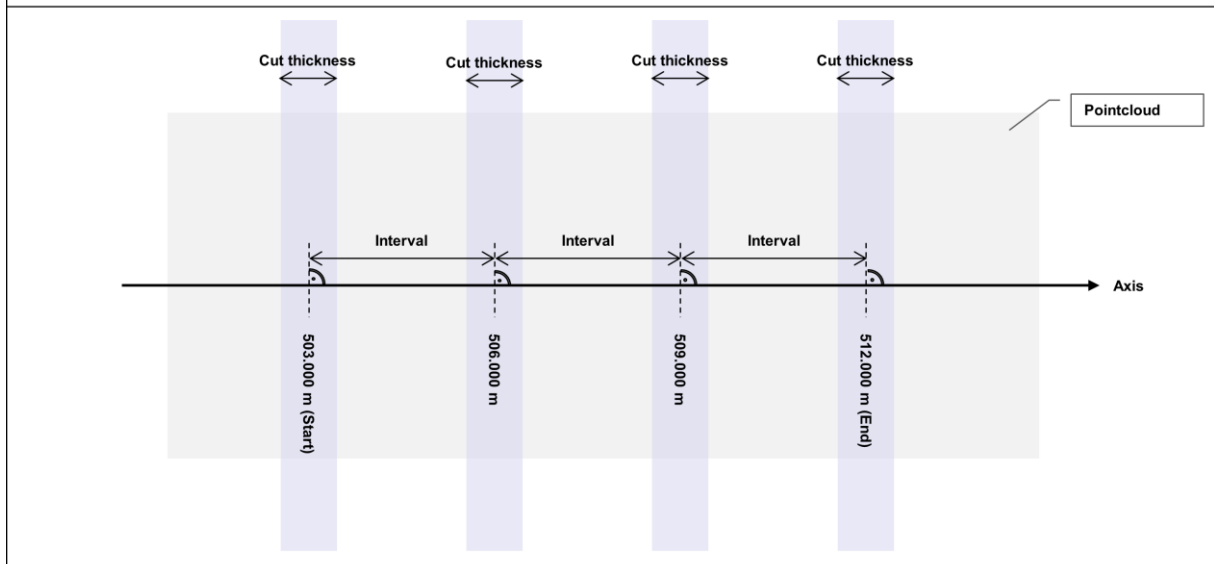 Cut thickness
Cut thickness
Cut thickness
Cut thickness
Pointcloud
Interval
Interval
Interval
Axis
503.000 m (Start)
506.000 m
509.000 m
512.000 m (End)